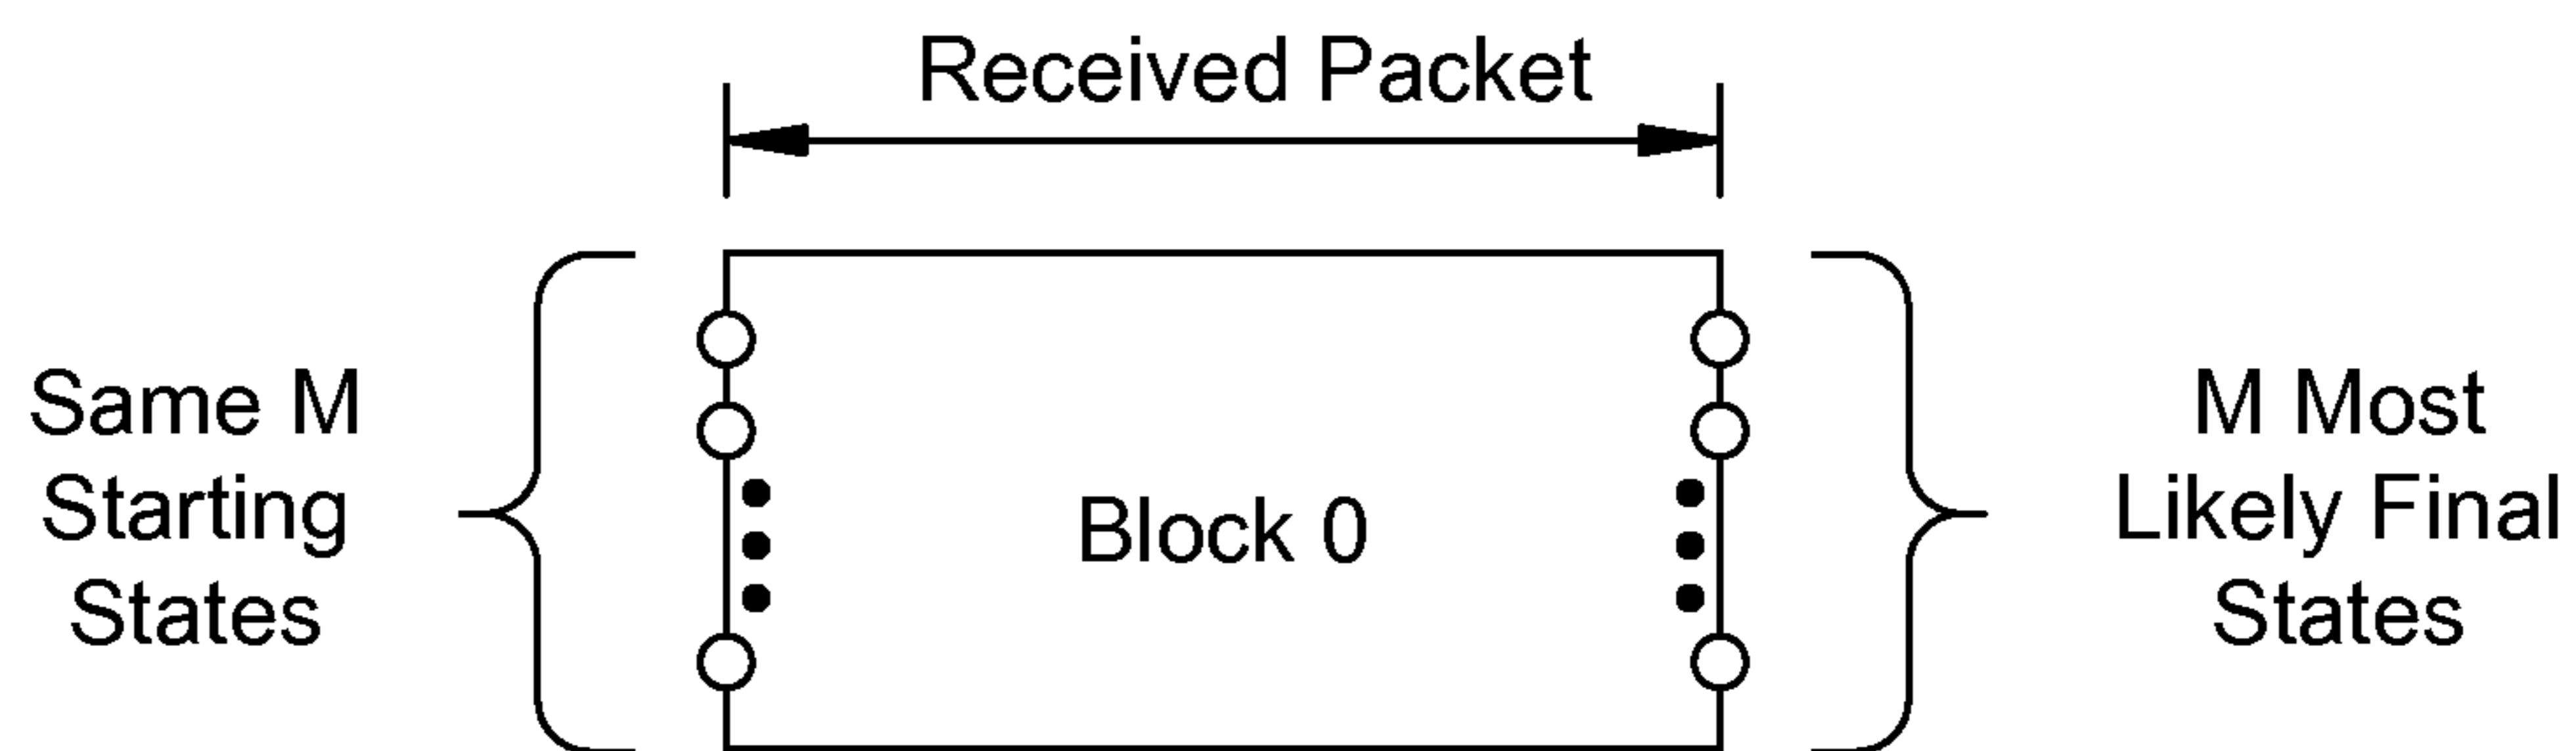 Received Packet
Same M
Starting
States
Block 0
M Most
Likely Final
States